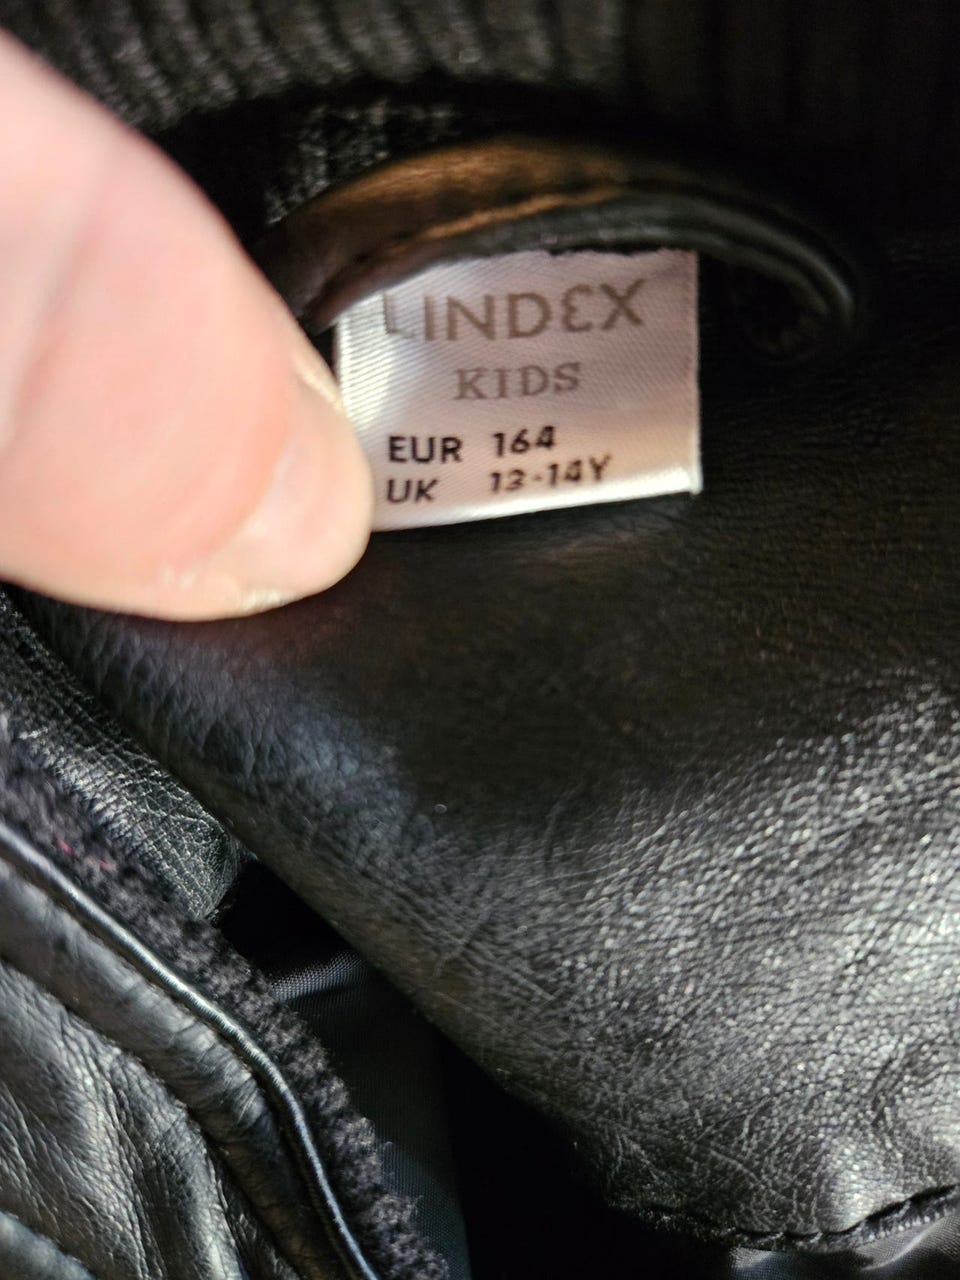 LINDEX
KIDS
EUR 164
UK 13-14Y